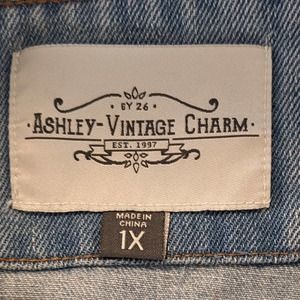 · BY 26 ·
· ASHLEY-VINTAGE CHARM ·
EST. 1997
MADE IN
CHINA
1X